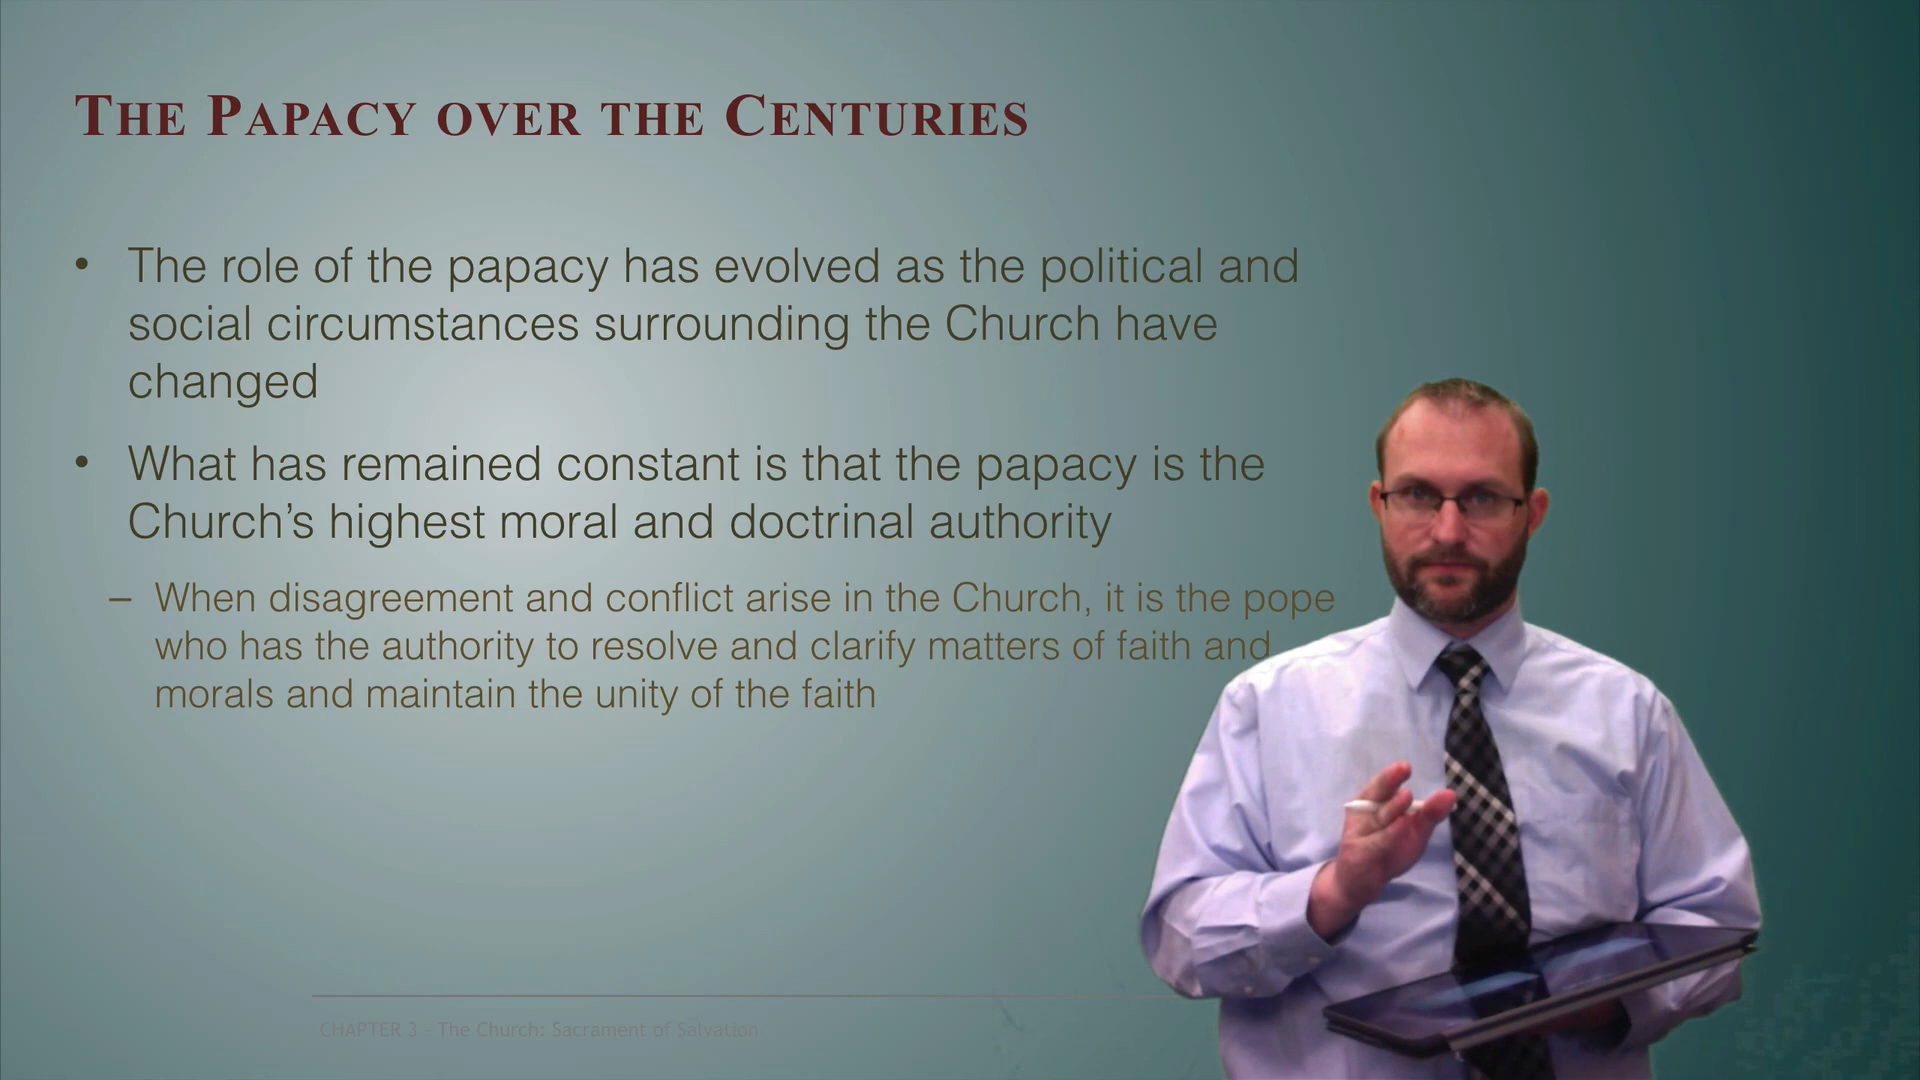 The Papacy over the Centuries
• The role of the papacy has evolved as the political and
social circumstances surrounding the Church have
changed
• What has remained constant is that the papacy is the
Church’s highest moral and doctrinal authority
– When disagreement and conflict arise in the Church, it is the pope
who has the authority to resolve and clarify matters of faith and
morals and maintain the unity of the faith
CHAPTER 3 - The Church: Sacrament of Salvation